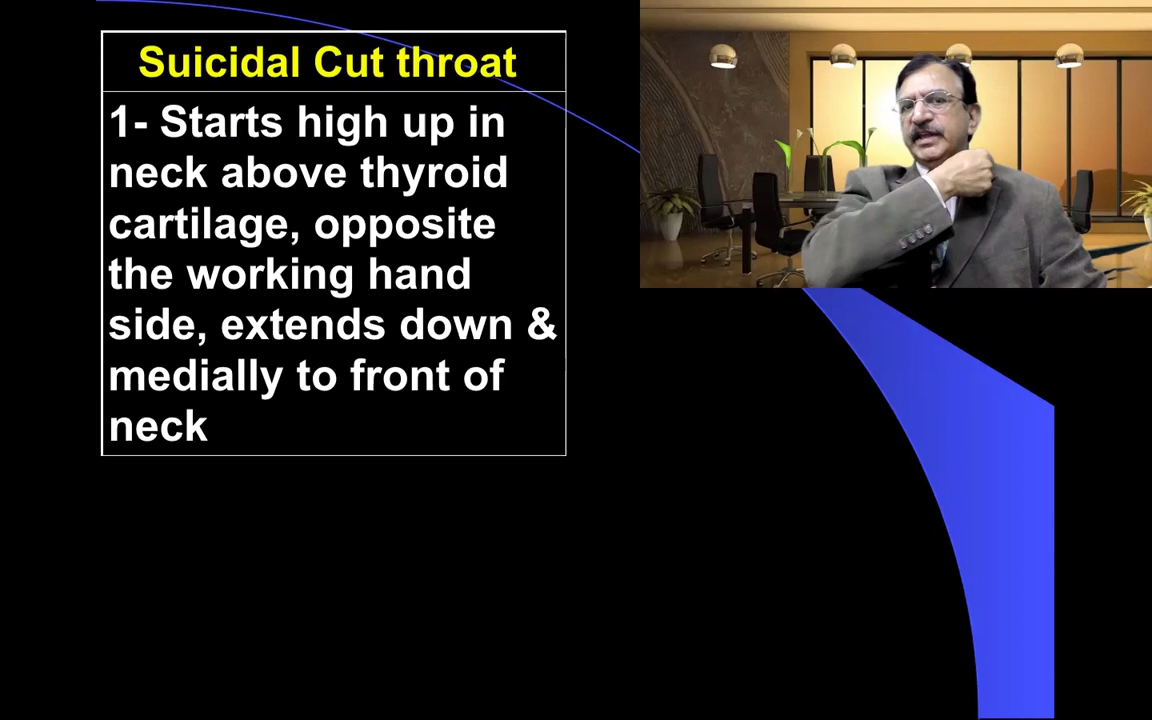 Suicidal Cut throat
1- Starts high up in
neck above thyroid
cartilage, opposite
the working hand
side, extends down &
medially to front of
neck